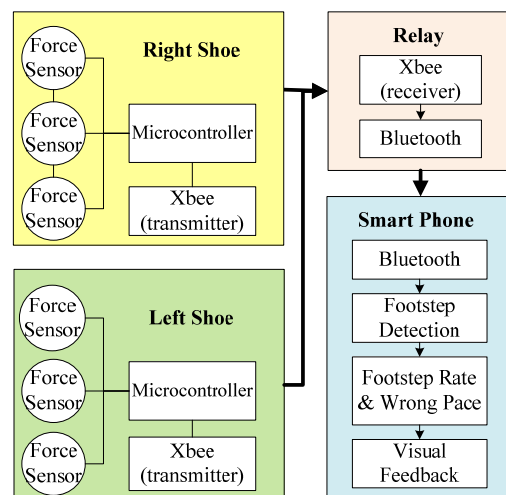 Right Shoe
Force
Sensor
Force
Sensor
Force
Sensor
Microcontroller
Xbee
(transmitter)
Left Shoe
Force
Sensor
Force
Sensor
Force
Sensor
Microcontroller
Xbee
(transmitter)
Relay
Xbee
(receiver)
Bluetooth
Smart Phone
Bluetooth
Footstep
Detection
Footstep Rate
& Wrong Pace
Visual
Feedback